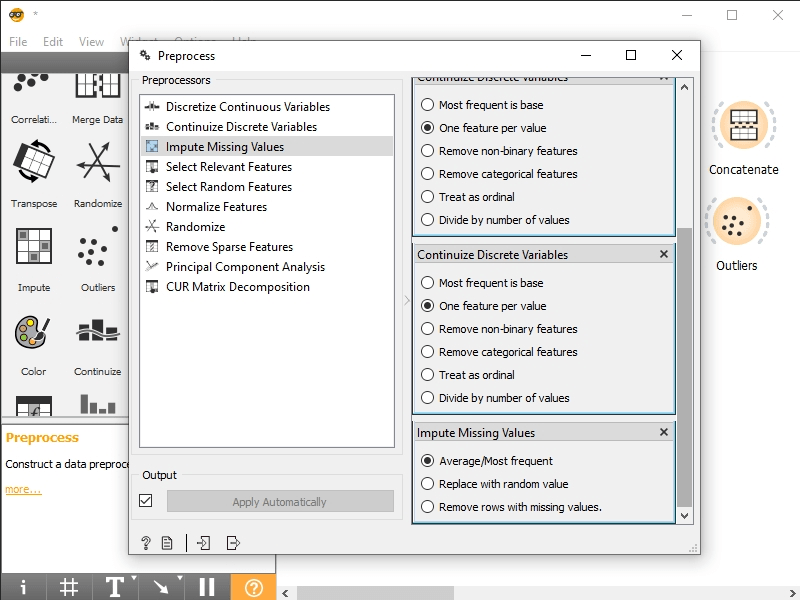 *
File Edit View Widget Options Help
Preprocess
Preprocessors
Discretize Continuous Variables
Continuize Discrete Variables
Impute Missing Values
Select Relevant Features
Select Random Features
Normalize Features
Randomize
Remove Sparse Features
Principal Component Analysis
CUR Matrix Decomposition
Output
Apply Automatically
Continuize Discrete Variables
Most frequent is base
One feature per value
Remove non-binary features
Remove categorical features
Treat as ordinal
Divide by number of values
Continuize Discrete Variables
Most frequent is base
One feature per value
Remove non-binary features
Remove categorical features
Treat as ordinal
Divide by number of values
Impute Missing Values
Average/Most frequent
Replace with random value
Remove rows with missing values.
Correlati... Merge Data
Transpose Randomize
Impute Outliers
Color Continuize
Preprocess
Construct a data preproce
more...
Concatenate
Outliers